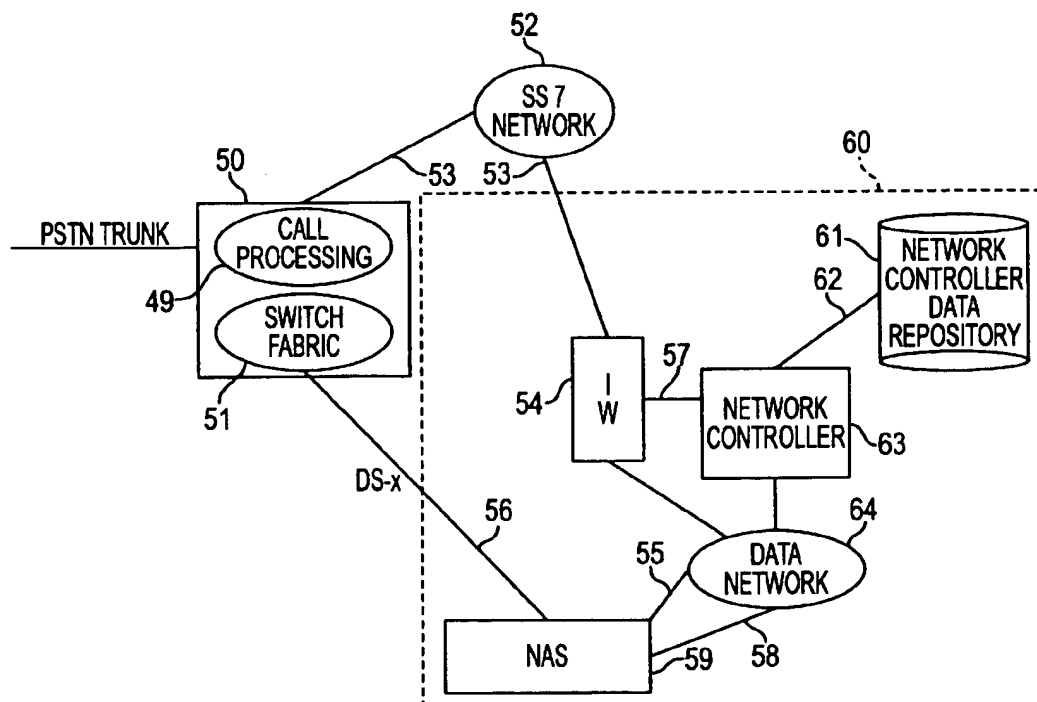 52
SS 7
NETWORK
50
53
53
60
PSTN TRUNK
CALL
PROCESSING
49
61
NETWORK
CONTROLLER
DATA
REPOSITORY
62
SWITCH
FABRIC
51
54
I
W
57
NETWORK
CONTROLLER
63
DS-x
56
64
55
DATA
NETWORK
NAS
59
58